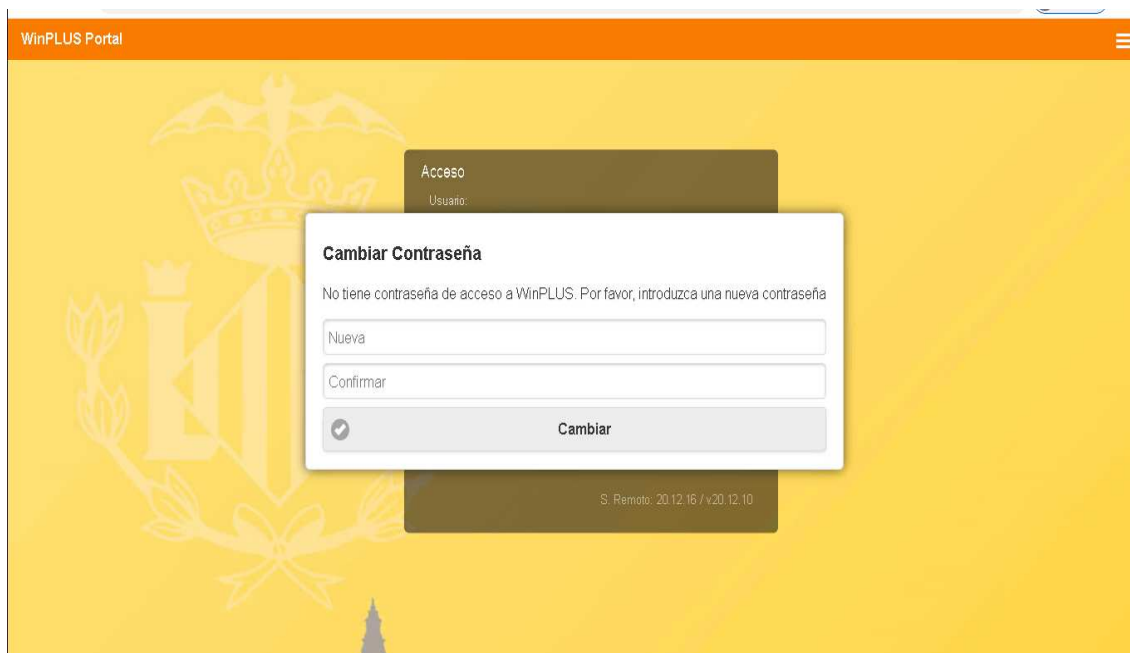 WinPLUS Portal
Acceso
Usuario:
Cambiar Contraseña
No tiene contraseña de acceso a WinPLUS. Por favor, introduzca una nueva contraseña
Nueva
Confirmar
Cambiar
S. Remoto: 20.12.16 / v20.12.10